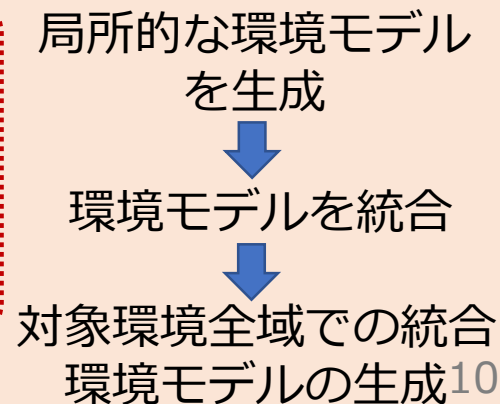 局所的な環境モデル
を生成
環境モデルを統合
対象環境全域での統合
環境モデルの生成10